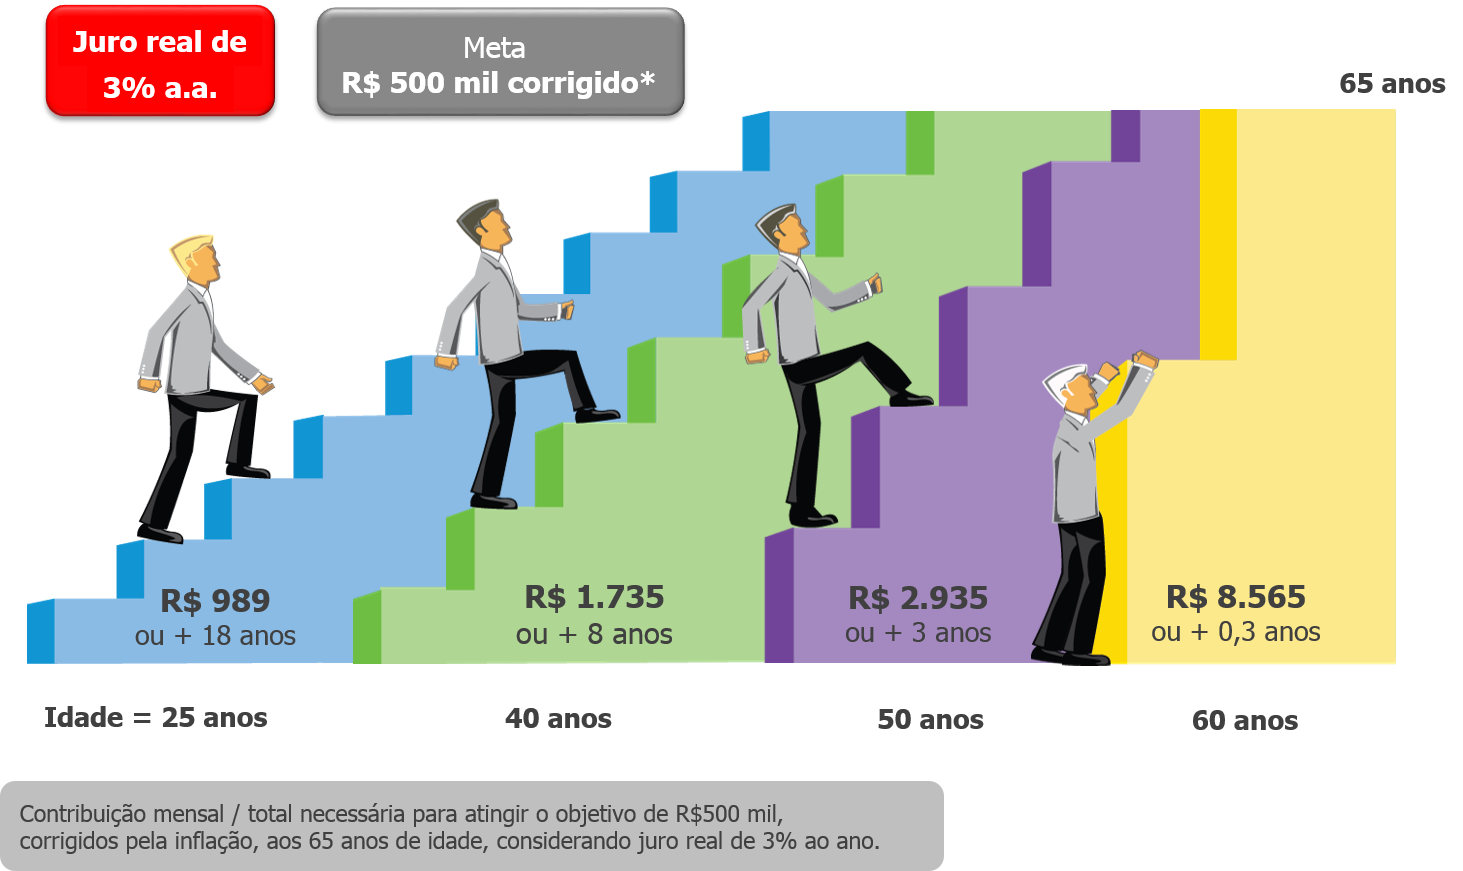 Juro real de
3% a.a.
Meta
R$ 500 mil corrigido*
65 anos
R$ 989
ou + 18 anos
R$ 1.735
ou + 8 anos
R$ 2.935
ou + 3 anos
R$ 8.565
ou + 0,3 anos
Idade = 25 anos
40 anos
50 anos
60 anos
Contribuição mensal / total necessária para atingir o objetivo de R$500 mil,
corrigidos pela inflação, aos 65 anos de idade, considerando juro real de 3% ao ano.